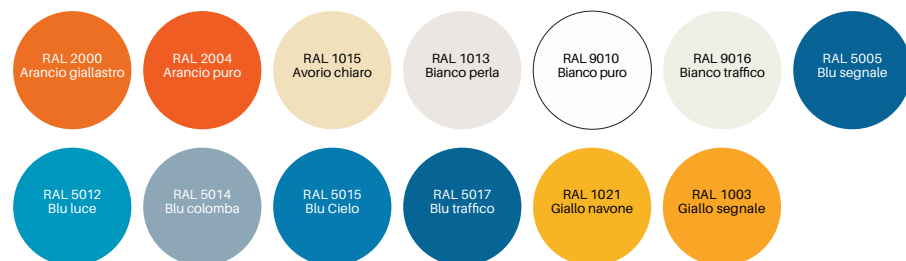 RAL 2000
Arancio giallastro
RAL 2004
Arancio puro
RAL 1015
Avorio chiaro
RAL 1013
Bianco perla
RAL 9010
Bianco puro
RAL 9016
Bianco traffico
RAL 5005
Blu segnale
RAL 5012
Blu luce
RAL 5014
Blu colomba
RAL 5015
Blu Cielo
RAL 5017
Blu traffico
RAL 1021
Giallo navone
RAL 1003
Giallo segnale